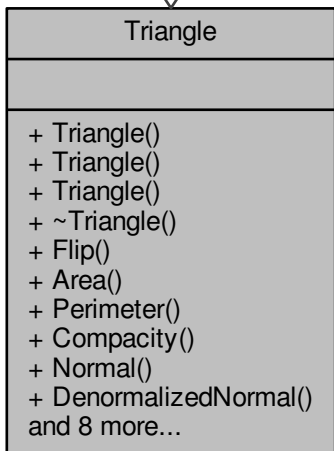 Triangle
+ Triangle()
+ Triangle()
+ Triangle()
+ ~Triangle()
+ Flip()
+ Area()
+ Perimeter()
+ Compacity()
+ Normal()
+ DenormalizedNormal()
and 8 more...